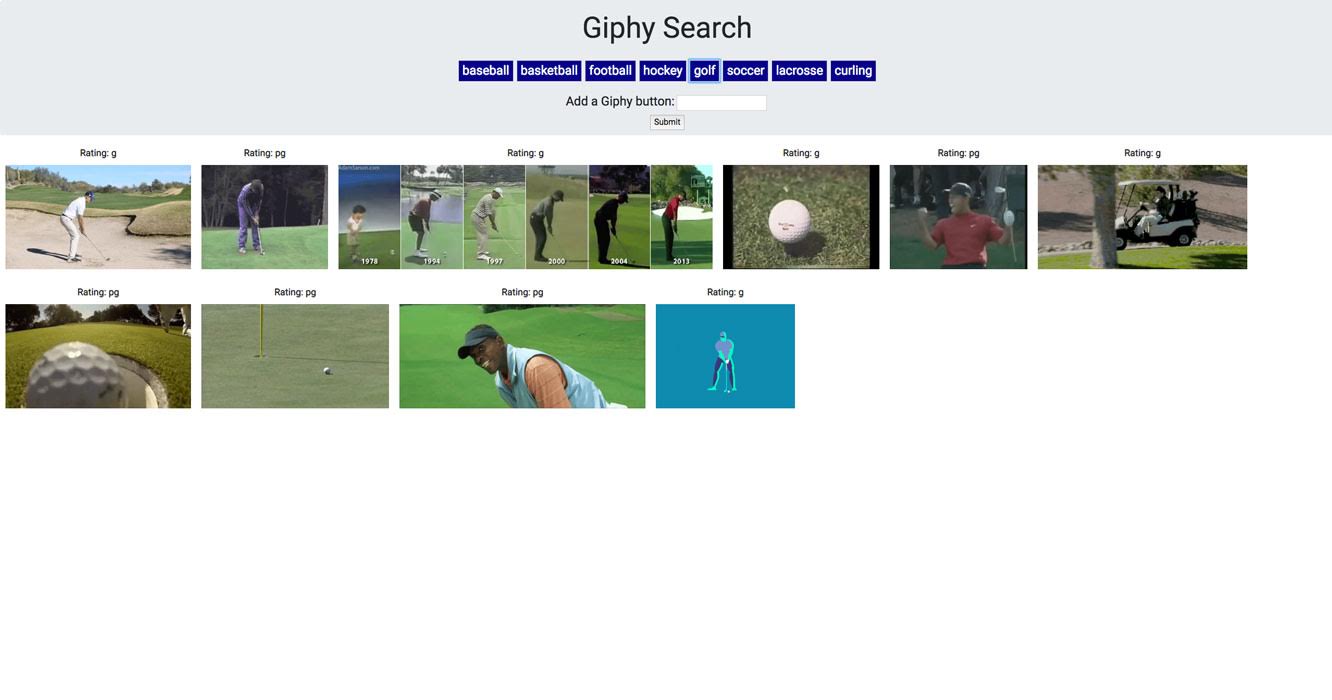 Giphy Search
baseball basketball football hockey golf soccer lacrosse curling
Add a Giphy button:
Submit
Rating: g Rating: pg Rating: g Rating: g Rating: pg Rating: g
1978 1994 1997 2000 2004 2013
Rating: pg Rating: pg Rating: pg Rating: g